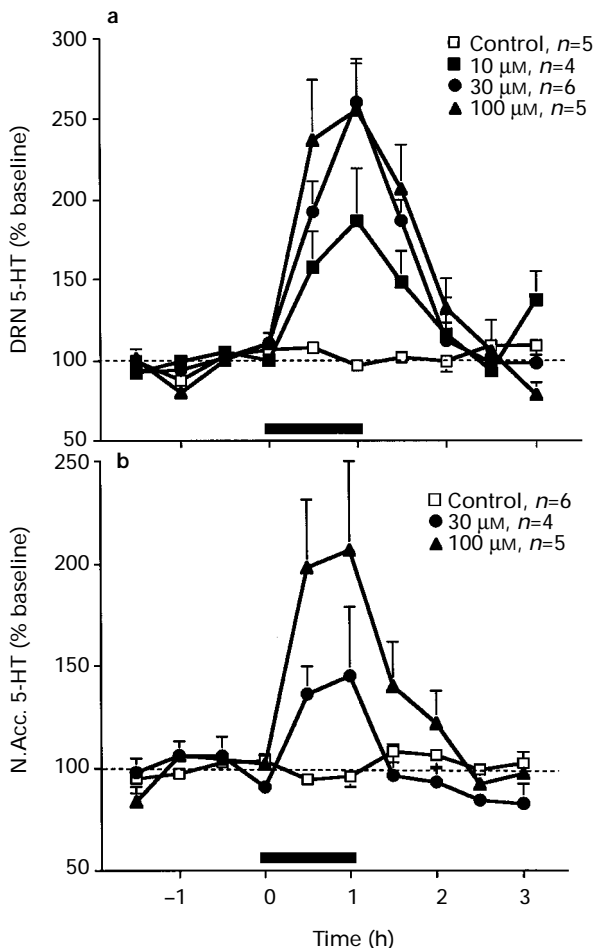 a
300
250
200
150
100
50
DRN 5-HT (% baseline)
Control, n=5
10 µM, n=4
30 µM, n=6
100 µM, n=5
b
250
200
150
100
50
N.Acc. 5-HT (% baseline)
Control, n=6
30 µM, n=4
100 µM, n=5
–1 0 1 2 3
Time (h)